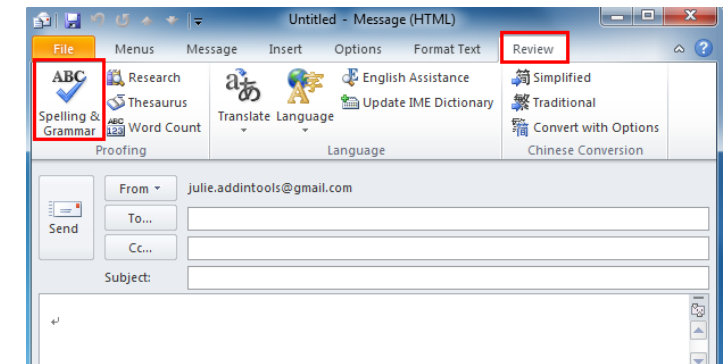 Untitled - Message (HTML)
File Menus Message Insert Options Format Text Review
ABC Research English Assistance 简 Simplified
Thesaurus Update IME Dictionary 繁 Traditional
Spelling & Grammar ABC 123 Word Count Translate Language Convert with Options
Proofing Language Chinese Conversion
From julie.addintools@gmail.com
Send To...
Cc...
Subject: